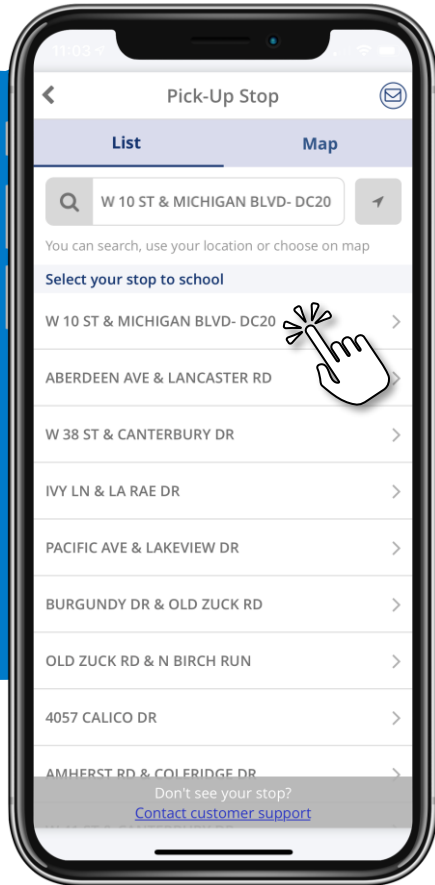 11:03
Pick-Up Stop
List Map
W 10 ST & MICHIGAN BLVD- DC20
You can search, use your location or choose on map
Select your stop to school
W 10 ST & MICHIGAN BLVD- DC20
ABERDEEN AVE & LANCASTER RD
W 38 ST & CANTERBURY DR
IVY LN & LA RAE DR
PACIFIC AVE & LAKEVIEW DR
BURGUNDY DR & OLD ZUCK RD
OLD ZUCK RD & N BIRCH RUN
4057 CALICO DR
AMHERST RD & COLERIDGE DR
Don't see your stop?
Contact customer support